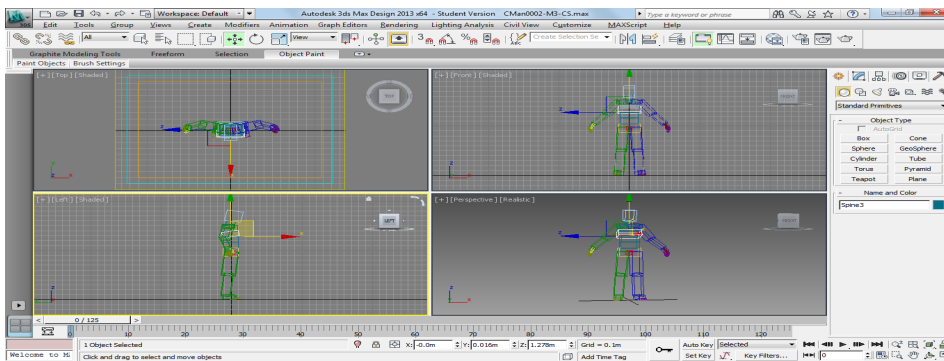 Workspace: Default
Autodesk 3ds Max Design 2013 x64 - Student Version CMan0002-M3-CS.max
Type a keyword or phrase
Edit Tools Group Views Create Modifiers Animation Graph Editors Rendering Lighting Analysis Civil View Customize MAXScript Help
All
View
Create Selection Se
Graphite Modeling Tools Freeform Selection Object Paint
Paint Objects Brush Settings
[ + ] [ Top ] [ Shaded ]
TOP
[ + ] [ Front ] [ Shaded ]
FRONT
[ + ] [ Left ] [ Shaded ]
LEFT
[ + ] [ Perspective ] [ Realistic ]
Standard Primitives
Object Type
AutoGrid
Box Cone
Sphere GeoSphere
Cylinder Tube
Torus Pyramid
Teapot Plane
Name and Color
Spine3
0 / 125
0 10 20 30 40 50 60 70 80 90 100 110 120
1 Object Selected
X: -0.0m Y: 0.016m Z: 1.278m Grid = 0.1m
Auto Key Selected
Welcome to M
Click and drag to select and move objects
Add Time Tag
Set Key Key Filters... 0